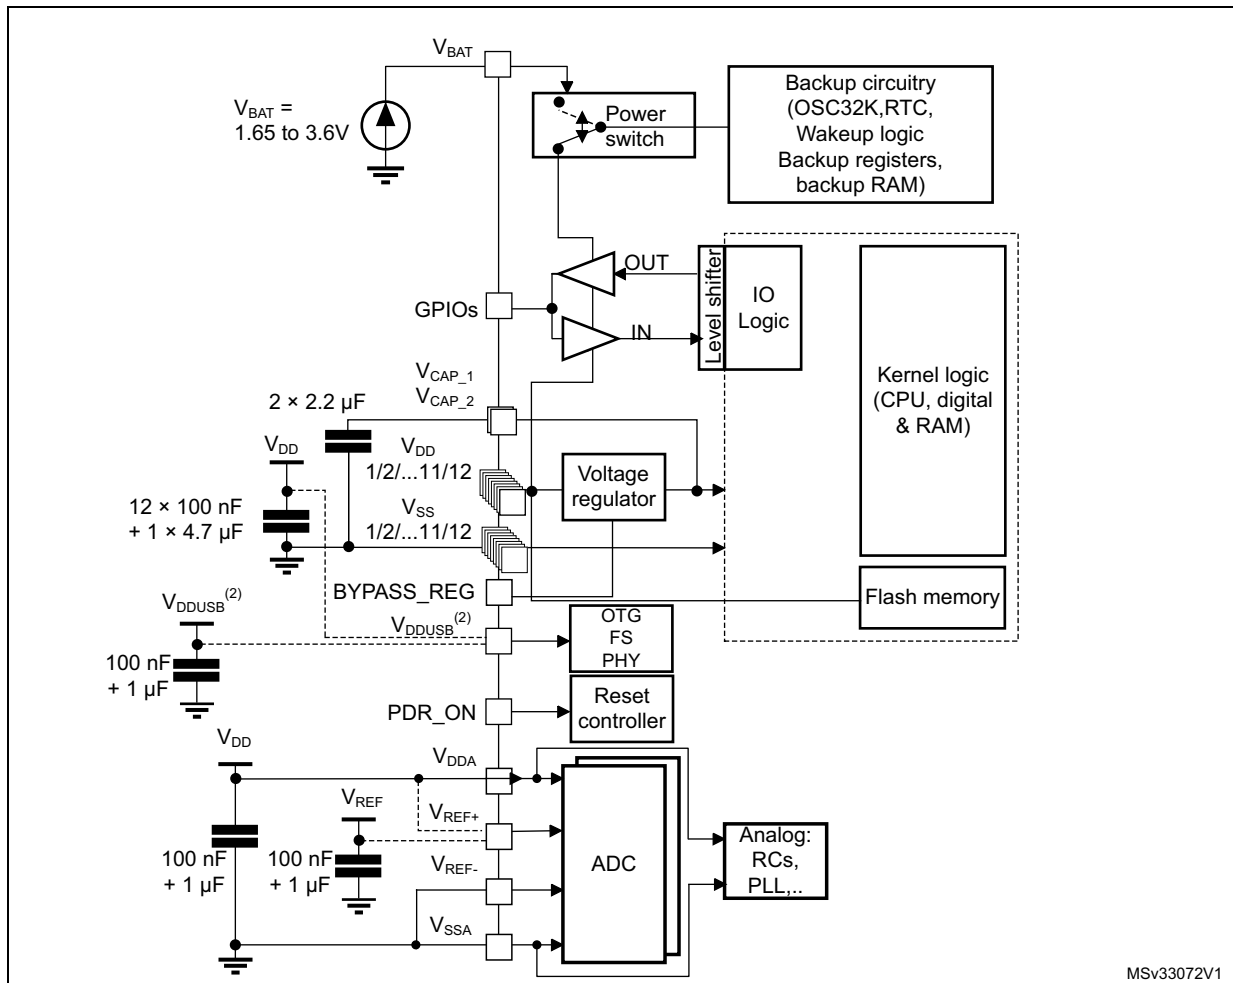 VBAT
VBAT =
1.65 to 3.6V
Power
switch
Backup circuitry
(OSC32K,RTC,
Wakeup logic
Backup registers,
backup RAM)
OUT
GPIOs
IN
Level shifter
IO
Logic
Kernel logic
(CPU, digital
& RAM)
VCAP_1
VCAP_2
2 × 2.2 µF
VDD
VDD
1/2/...11/12
Voltage
regulator
12 × 100 nF
+ 1 × 4.7 µF
VSS
1/2/...11/12
BYPASS_REG
Flash memory
VDDUSB(2)
VDDUSB(2)
OTG
FS
PHY
100 nF
+ 1 µF
PDR_ON
Reset
controller
VDD
VDDA
VREF
VREF+
100 nF
+ 1 µF
100 nF
+ 1 µF
VREF-
ADC
Analog:
RCs,
PLL,..
VSSA
MSv33072V1